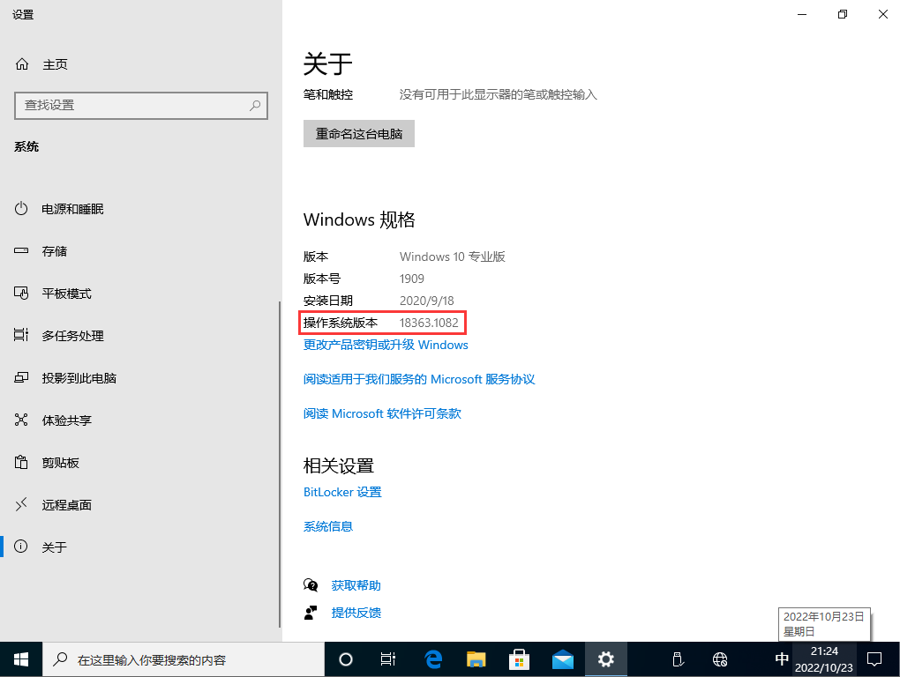 设置
主页
查找设置
系统
电源和睡眠
存储
平板模式
多任务处理
投影到此电脑
体验共享
剪贴板
远程桌面
关于
关于
笔和触控 没有可用于此显示器的笔或触控输入
重命名这台电脑
Windows 规格
版本 Windows 10 专业版
版本号 1909
安装日期 2020/9/18
操作系统版本 18363.1082
更改产品密钥或升级 Windows
阅读适用于我们服务的 Microsoft 服务协议
阅读 Microsoft 软件许可条款
相关设置
BitLocker 设置
系统信息
获取帮助
提供反馈
2022年10月23日
星期日
在这里输入你要搜索的内容
中
21:24
2022/10/23